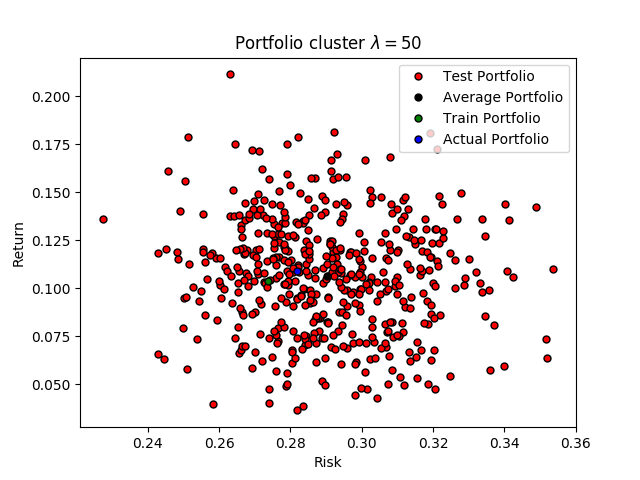 Portfolio cluster λ = 50
Test Portfolio
Average Portfolio
Train Portfolio
Actual Portfolio
0.200
0.175
0.150
0.125
0.100
0.075
0.050
Return
0.24 0.26 0.28 0.30 0.32 0.34 0.36
Risk